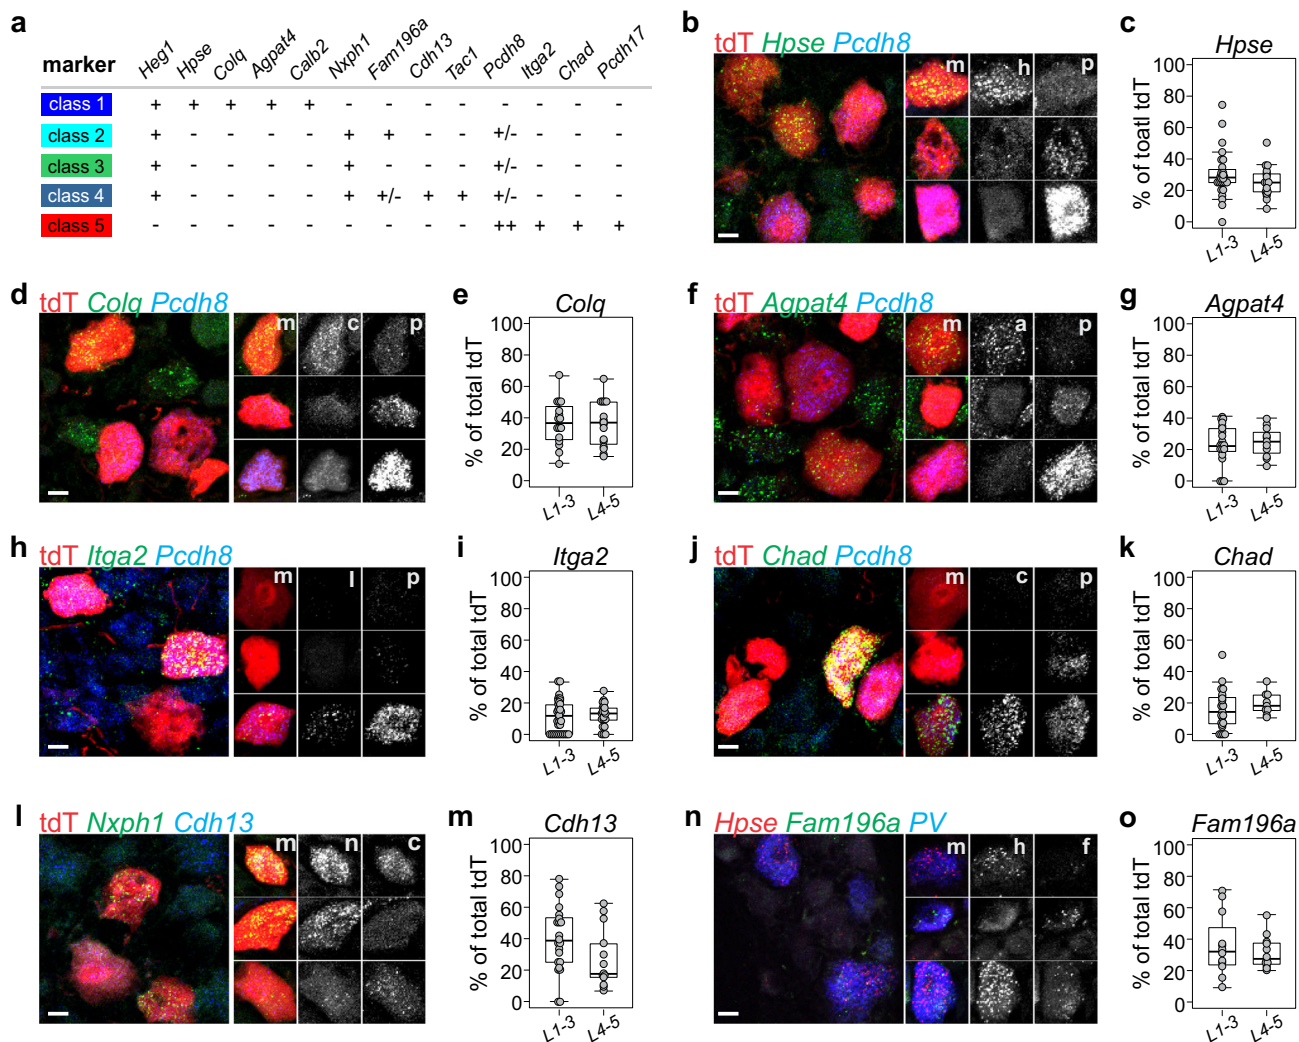 a
marker Heg1 Hpse Colq Agpat4 Calb2 Nxph1 Fam196a Cdh13 Tac1 Pcdh8 Itga2 Chad Pcdh17
class 1 + + + + + - - - - - - - -
class 2 + - - - - + + - - +/- - - -
class 3 + - - - - + - - - +/- - - -
class 4 + - - - - + +/- + + +/- - - -
class 5 - - - - - - - - - ++ + + +
b
tdT Hpse Pcdh8
m h p
c
Hpse
% of toatl tdT
100
80
60
40
20
0
L1-3 L4-5
d
tdT Colq Pcdh8
m c p
e
Colq
% of total tdT
100
80
60
40
20
0
L1-3 L4-5
f
tdT Agpat4 Pcdh8
m a p
g
Agpat4
% of total tdT
100
80
60
40
20
0
L1-3 L4-5
h
tdT Itga2 Pcdh8
m I p
i
Itga2
% of total tdT
100
80
60
40
20
0
L1-3 L4-5
j
tdT Chad Pcdh8
m c p
k
Chad
% of total tdT
100
80
60
40
20
0
L1-3 L4-5
l
tdT Nxph1 Cdh13
m n c
m
Cdh13
% of total tdT
100
80
60
40
20
0
L1-3 L4-5
n
Hpse Fam196a PV
m h f
o
Fam196a
% of total tdT
100
80
60
40
20
0
L1-3 L4-5